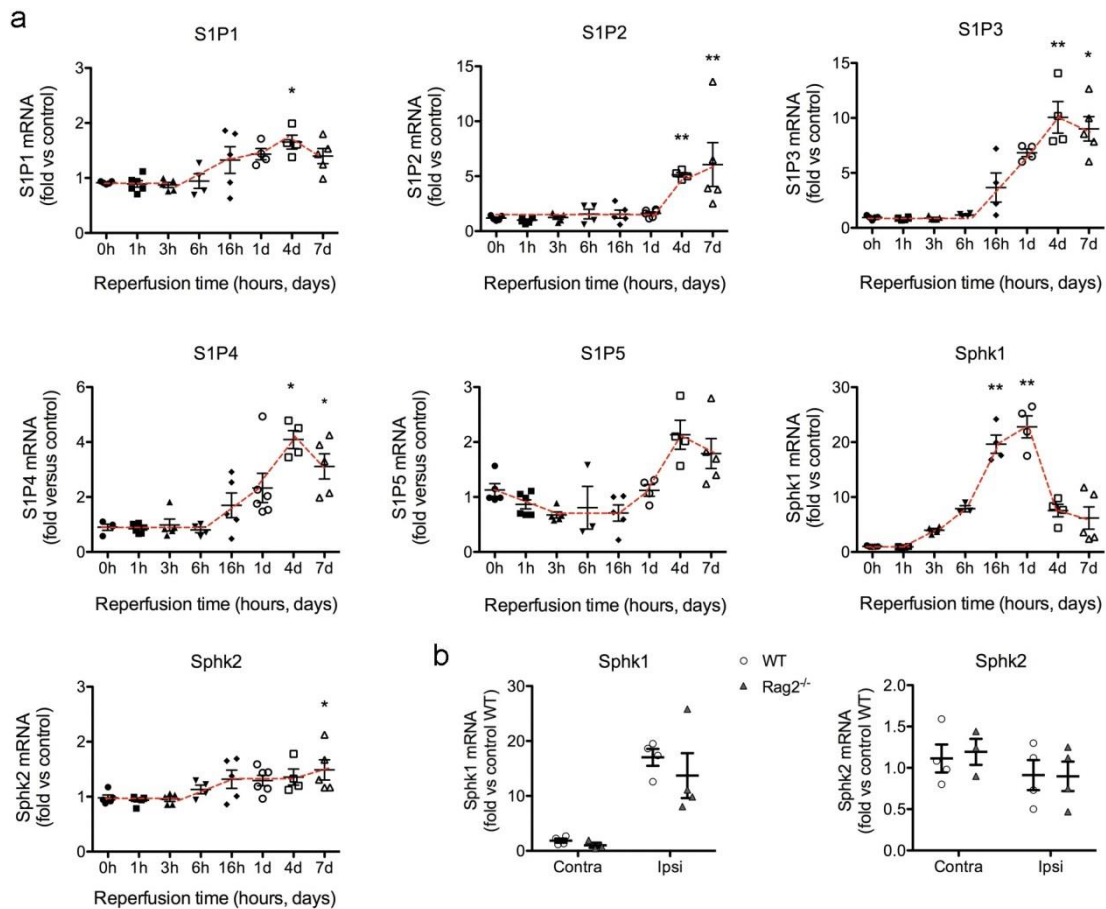 a
S1P1
S1P1 mRNA
(fold vs control)
3
2
1
0
*
0h 1h 3h 6h 16h 1d 4d 7d
Reperfusion time (hours, days)
S1P2
S1P2 mRNA
(fold vs control)
15
10
5
0
**
**
0h 1h 3h 6h 16h 1d 4d 7d
Reperfusion time (hours, days)
S1P3
S1P3 mRNA
(fold vs control)
15
10
5
0
** *
oh 1h 3h 6h 16h 1d 4d 7d
Reperfusion time (hours, days)
S1P4
S1P4 mRNA
(fold versus control)
6
4
2
0
* *
0h 1h 3h 6h 16h 1d 4d 7d
Reperfusion time (hours, days)
S1P5
S1P5 mRNA
(fold versus control)
3
2
1
0
0h 1h 3h 6h 16h 1d 4d 7d
Reperfusion time (hours, days)
Sphk1
Sphk1 mRNA
(fold vs control)
30
20
10
0
** **
0h 1h 3h 6h 16h 1d 4d 7d
Reperfusion time (hours, days)
Sphk2
Sphk2 mRNA
(fold vs control)
3
2
1
0
*
0h 1h 3h 6h 16h 1d 4d 7d
Reperfusion time (hours, days)
b
Sphk1
Sphk1 mRNA
(fold vs control WT)
30
20
10
0
Contra Ipsi
WT
Rag2-/-
Sphk2
Sphk2 mRNA
(fold vs control WT)
2.0
1.5
1.0
0.5
0.0
Contra Ipsi